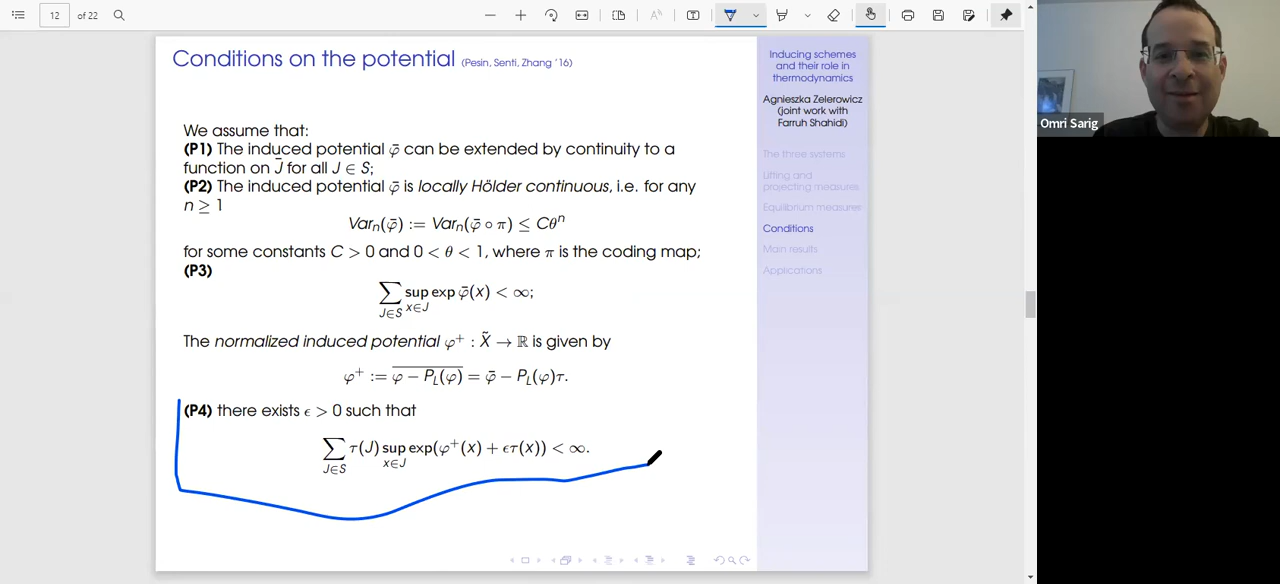 12 of 22
Conditions on the potential (Pesin, Senti, Zhang '16)
We assume that:
(P1) The induced potential φ̄ can be extended by continuity to a
function on J̄ for all J ∈ S;
(P2) The induced potential φ̄ is locally Hölder continuous, i.e. for any
n ≥ 1
Varₙ(φ̄) := Varₙ(φ̄ ∘ π) ≤ Cθⁿ
for some constants C > 0 and 0 < θ < 1, where π is the coding map;
(P3)
∑_{J∈S} sup_{x∈J} exp φ̄(x) < ∞;
The normalized induced potential φ⁺ : X̃ → ℝ is given by
φ⁺ := \overline{φ − P_L(φ)} = φ̄ − P_L(φ)τ.
(P4) there exists ϵ > 0 such that
∑_{J∈S} τ(J) sup_{x∈J} exp(φ⁺(x) + ϵτ(x)) < ∞.
Inducing schemes
and their role in
thermodynamics
Agnieszka Zelerowicz
(joint work with
Farruh Shahidi)
The three systems
Lifting and
projecting measures
Equilibrium measures
Conditions
Main results
Applications
Omri Sarig